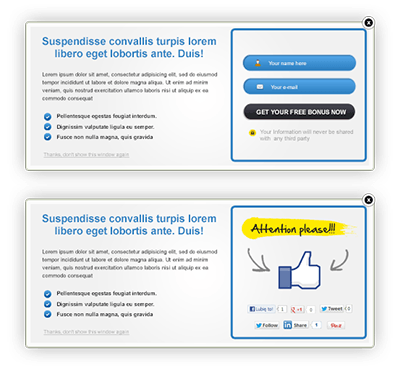 x
Suspendisse convallis turpis lorem
libero eget lobortis ante. Duis!
Lorem ipsum dolor sit amet, consectetur adipisicing elit, sed do eiusmod
tempor incididunt ut labore et dolore magna aliqua. Ut enim ad minim
veniam, quis nostrud exercitation ullamco laboris nisi ut aliquip ex ea
commodo consequat
Pellentesque egestas feugiat interdum.
Dignissim vulputate ligula eu semper.
Fusce non nulla magna, quis gravida
Thanks, don't show this window again
Your name here
Your e-mail
GET YOUR FREE BONUS NOW
Your Information will never be shared
with any third party
x
Suspendisse convallis turpis lorem
libero eget lobortis ante. Duis!
Lorem ipsum dolor sit amet, consectetur adipisicing elit, sed do eiusmod
tempor incididunt ut labore et dolore magna aliqua. Ut enim ad minim
veniam, quis nostrud exercitation ullamco laboris nisi ut aliquip ex ea
commodo consequat
Pellentesque egestas feugiat interdum.
Dignissim vulputate ligula eu semper.
Fusce non nulla magna, quis gravida
Thanks, don't show this window again
Attention please!!!
Lubię to! 1 +1 0 Tweet 0
Follow in Share 1 Pin it